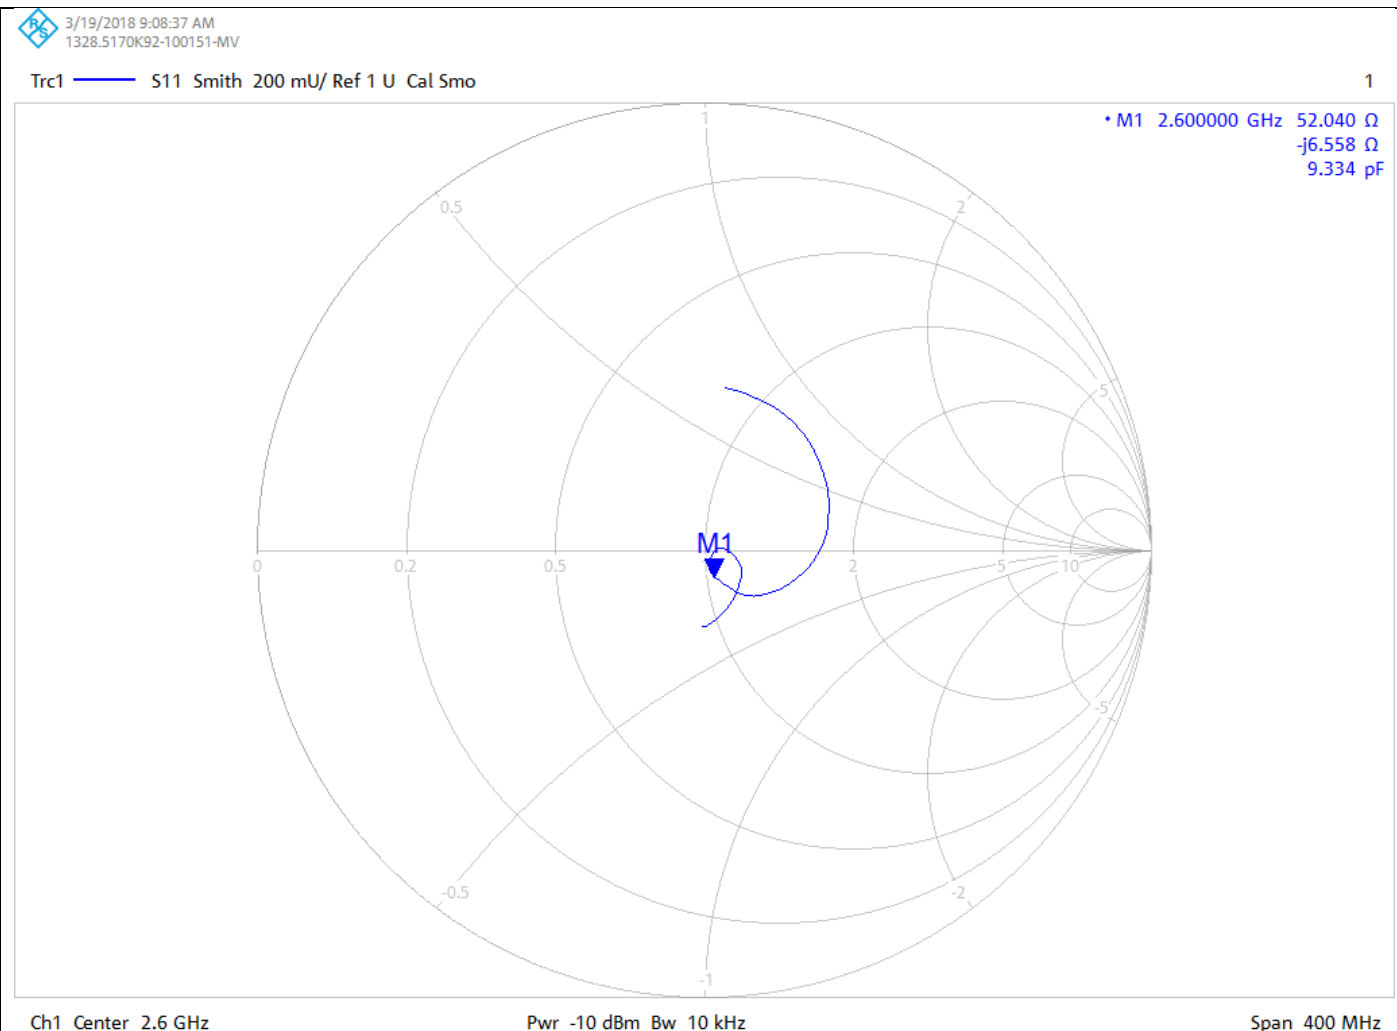 R&S
3/19/2018 9:08:37 AM
1328.5170K92-100151-MV
Trc1 S11 Smith 200 mU/ Ref 1 U Cal Smo 1
• M1 2.600000 GHz 52.040 Ω
-j6.558 Ω
9.334 pF
1
0.5 2
5
M1
0 0.2 0.5 2 5 10
-5
-0.5 -2
-1
Ch1 Center 2.6 GHz Pwr -10 dBm Bw 10 kHz Span 400 MHz